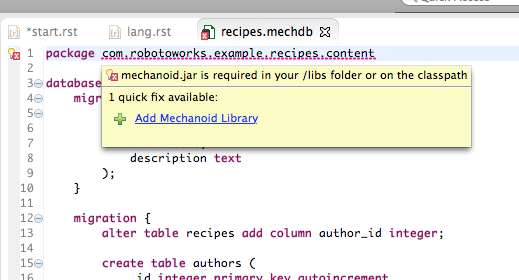 *start.rst
lang.rst
recipes.mechdb
1 package com.robotoworks.example.recipes.content
2
mechanoid.jar is required in your /libs folder or on the classpath
3 database
1 quick fix available:
4 migr
5
Add Mechanoid Library
6
7
8 description text
9 );
10 }
11
12 migration {
13 alter table recipes add column author_id integer;
14
15 create table authors (
16 _id integer primary key autoincrement